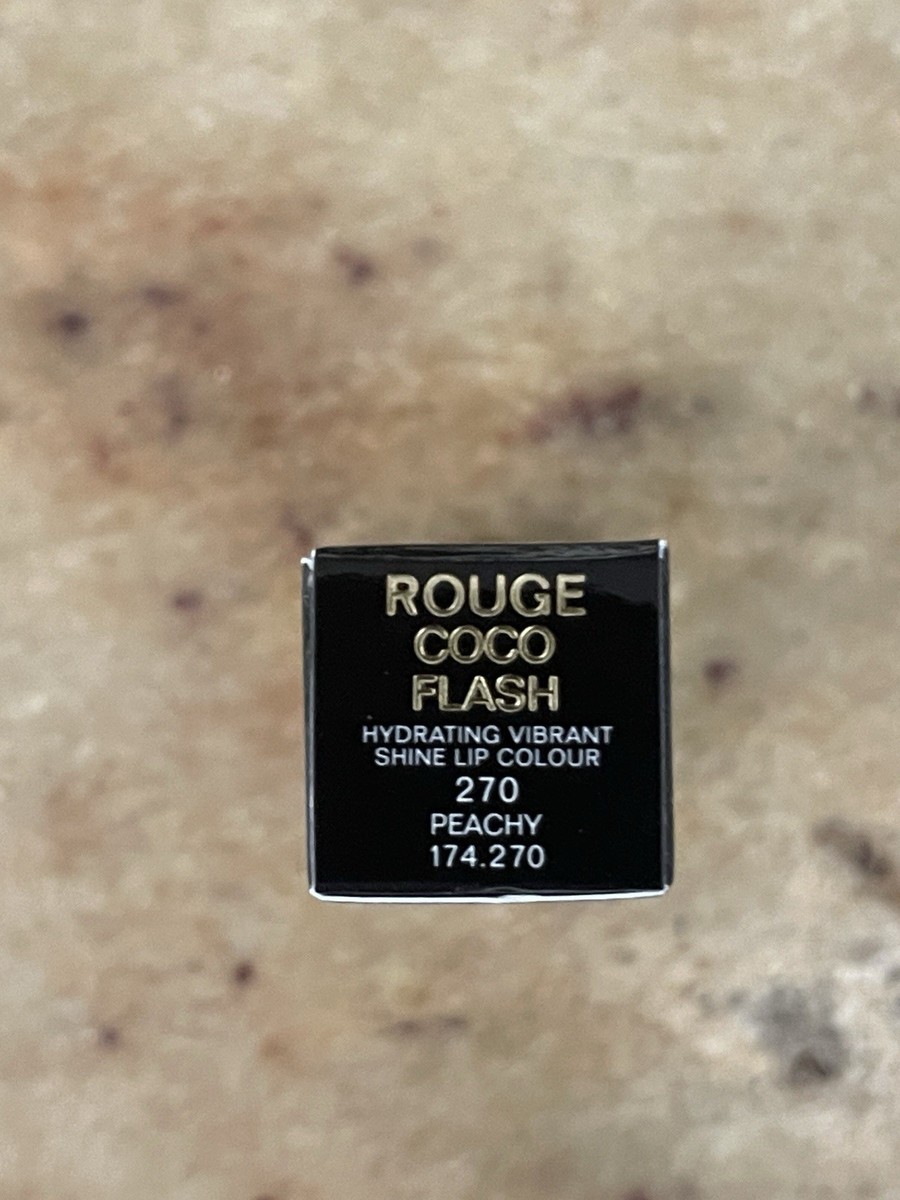 ROUGE
COCO
FLASH
HYDRATING VIBRANT
SHINE LIP COLOUR
270
PEACHY
174.270